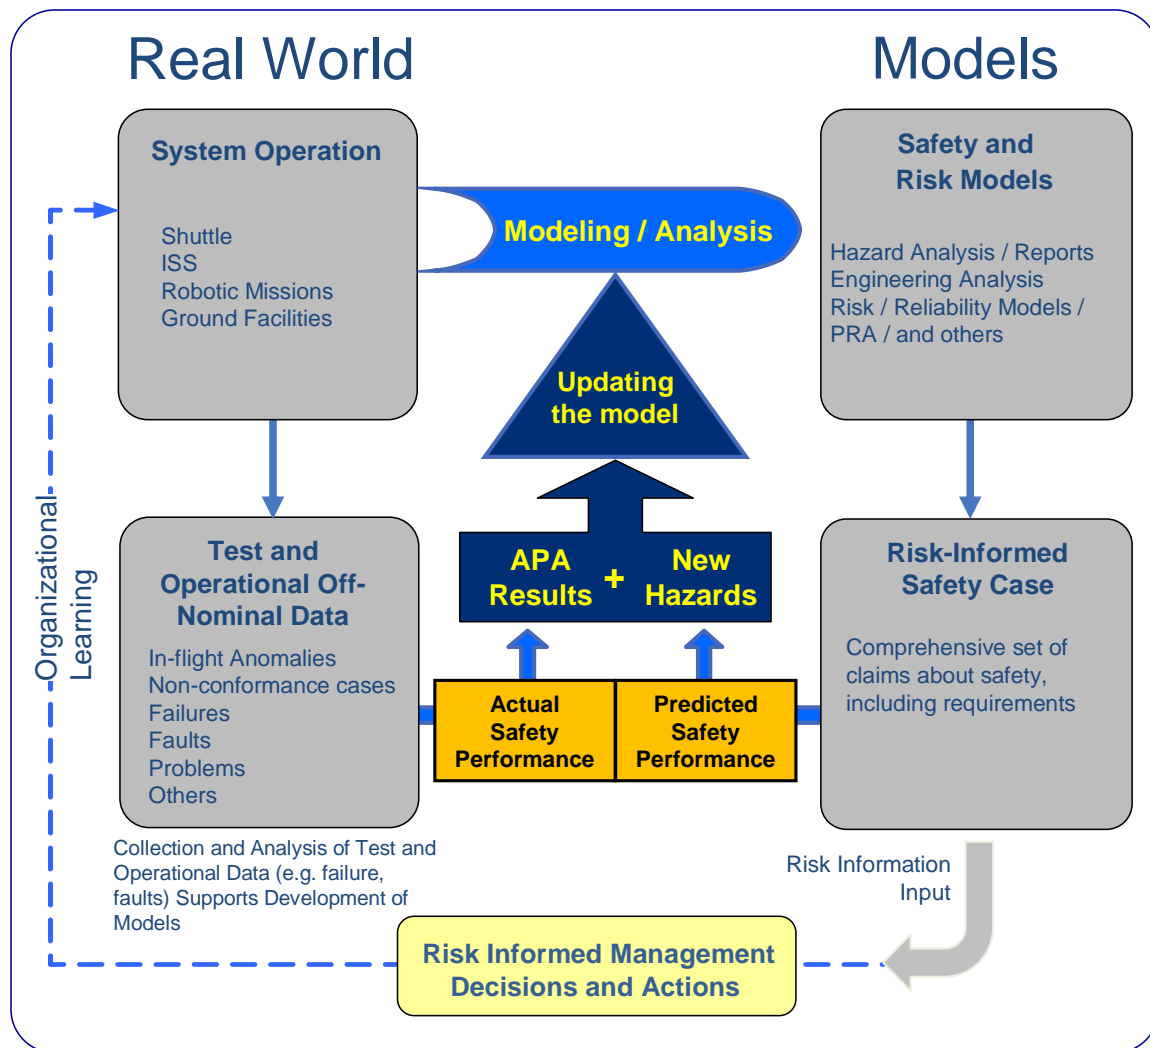 Real World
Models
System Operation
Shuttle
ISS
Robotic Missions
Ground Facilities
Modeling / Analysis
Safety and
Risk Models
Hazard Analysis / Reports
Engineering Analysis
Risk / Reliability Models /
PRA / and others
Updating
the model
Organizational
Learning
Test and
Operational Off-
Nominal Data
In-flight Anomalies
Non-conformance cases
Failures
Faults
Problems
Others
APA
Results
+
New
Hazards
Actual
Safety
Performance
Predicted
Safety
Performance
Risk-Informed
Safety Case
Comprehensive set of
claims about safety,
including requirements
Collection and Analysis of Test and
Operational Data (e.g. failure,
faults) Supports Development of
Models
Risk Information
Input
Risk Informed Management
Decisions and Actions